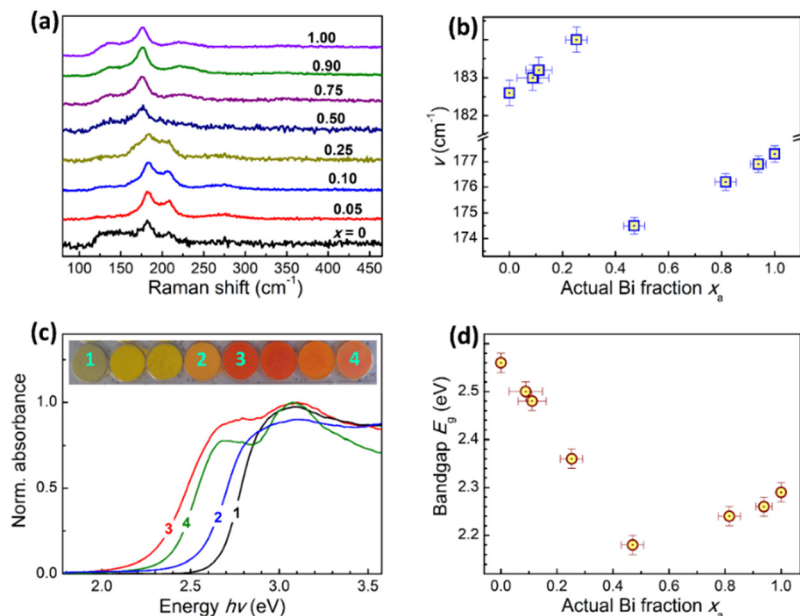 (a)
1.00
0.90
0.75
0.50
0.25
0.10
0.05
x = 0
100 150 200 250 300 350 400 450
Raman shift (cm⁻¹)
(b)
183
182
177
176
175
174
ν (cm⁻¹)
0.0 0.2 0.4 0.6 0.8 1.0
Actual Bi fraction xₐ
(c)
1 2 3 4
1.0
0.5
0.0
Norm. absorbance
3 4 2 1
2.0 2.5 3.0 3.5
Energy hν (eV)
(d)
2.5
2.4
2.3
2.2
Bandgap E_g (eV)
0.0 0.2 0.4 0.6 0.8 1.0
Actual Bi fraction xₐ